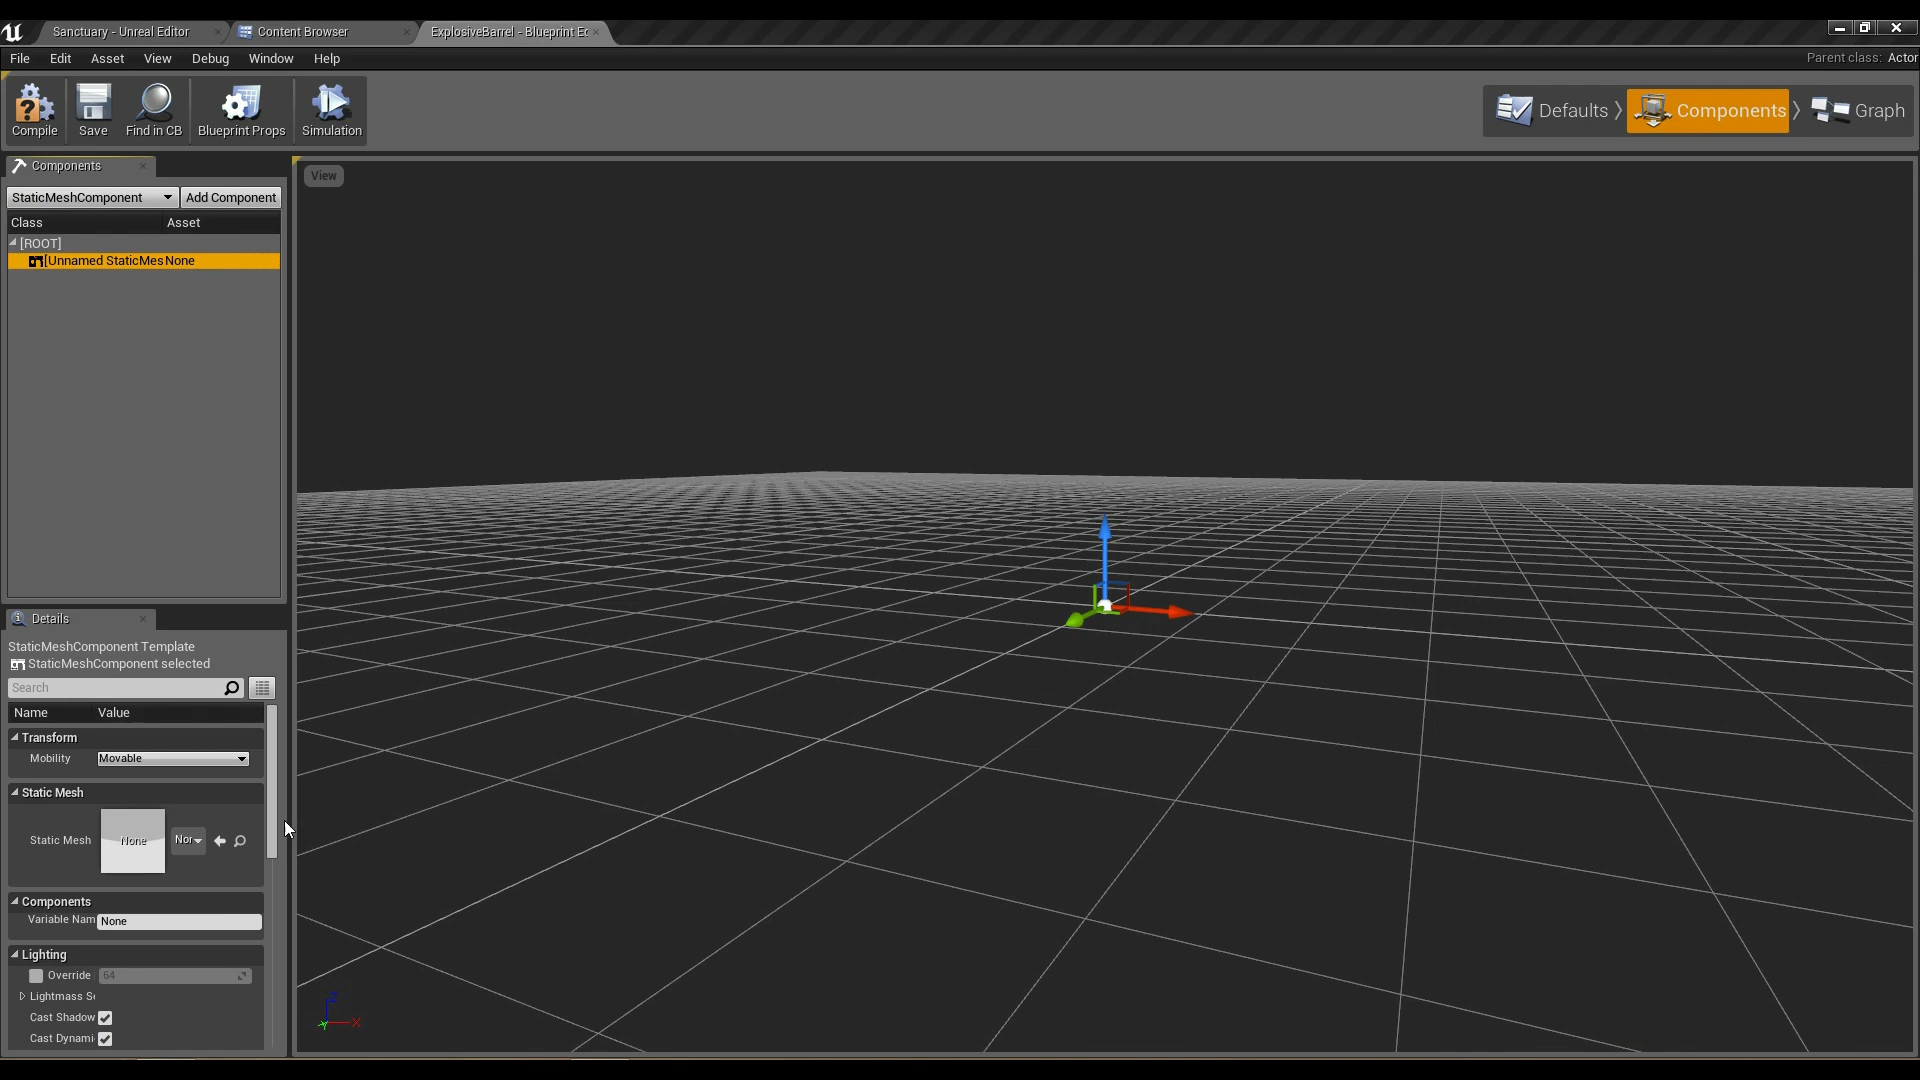 Sanctuary - Unreal Editor
Content Browser
ExplosiveBarrel - Blueprint Ec
File Edit Asset View Debug Window Help
Parent class: Actor
Compile Save Find in CB Blueprint Props Simulation
Defaults Components Graph
Components
View
StaticMeshComponent Add Component
Class Asset
[ROOT]
[Unnamed StaticMes None
Details
StaticMeshComponent Template
StaticMeshComponent selected
Search
Name Value
Transform
Mobility Movable
Static Mesh
Static Mesh None Nor
Components
Variable Nam None
Lighting
Override 64
Lightmass Se
Cast Shadow
Cast Dynami
Z
X
Y